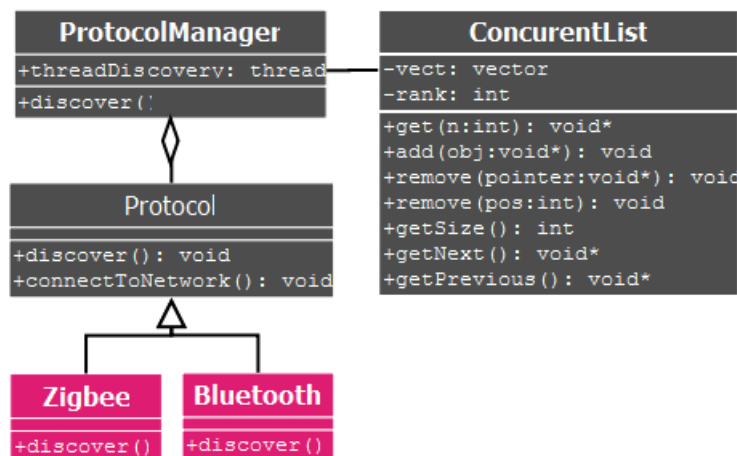 ProtocolManager
+threadDiscovery: thread
+discover()
ConcurentList
-vect: vector
-rank: int
+get(n:int): void*
+add(obj:void*): void
+remove(pointer:void*): void
+remove(pos:int): void
+getSize(): int
+getNext(): void*
+getPrevious(): void*
Protocol
+discover(): void
+connectToNetwork(): void
Zigbee
+discover()
Bluetooth
+discover()